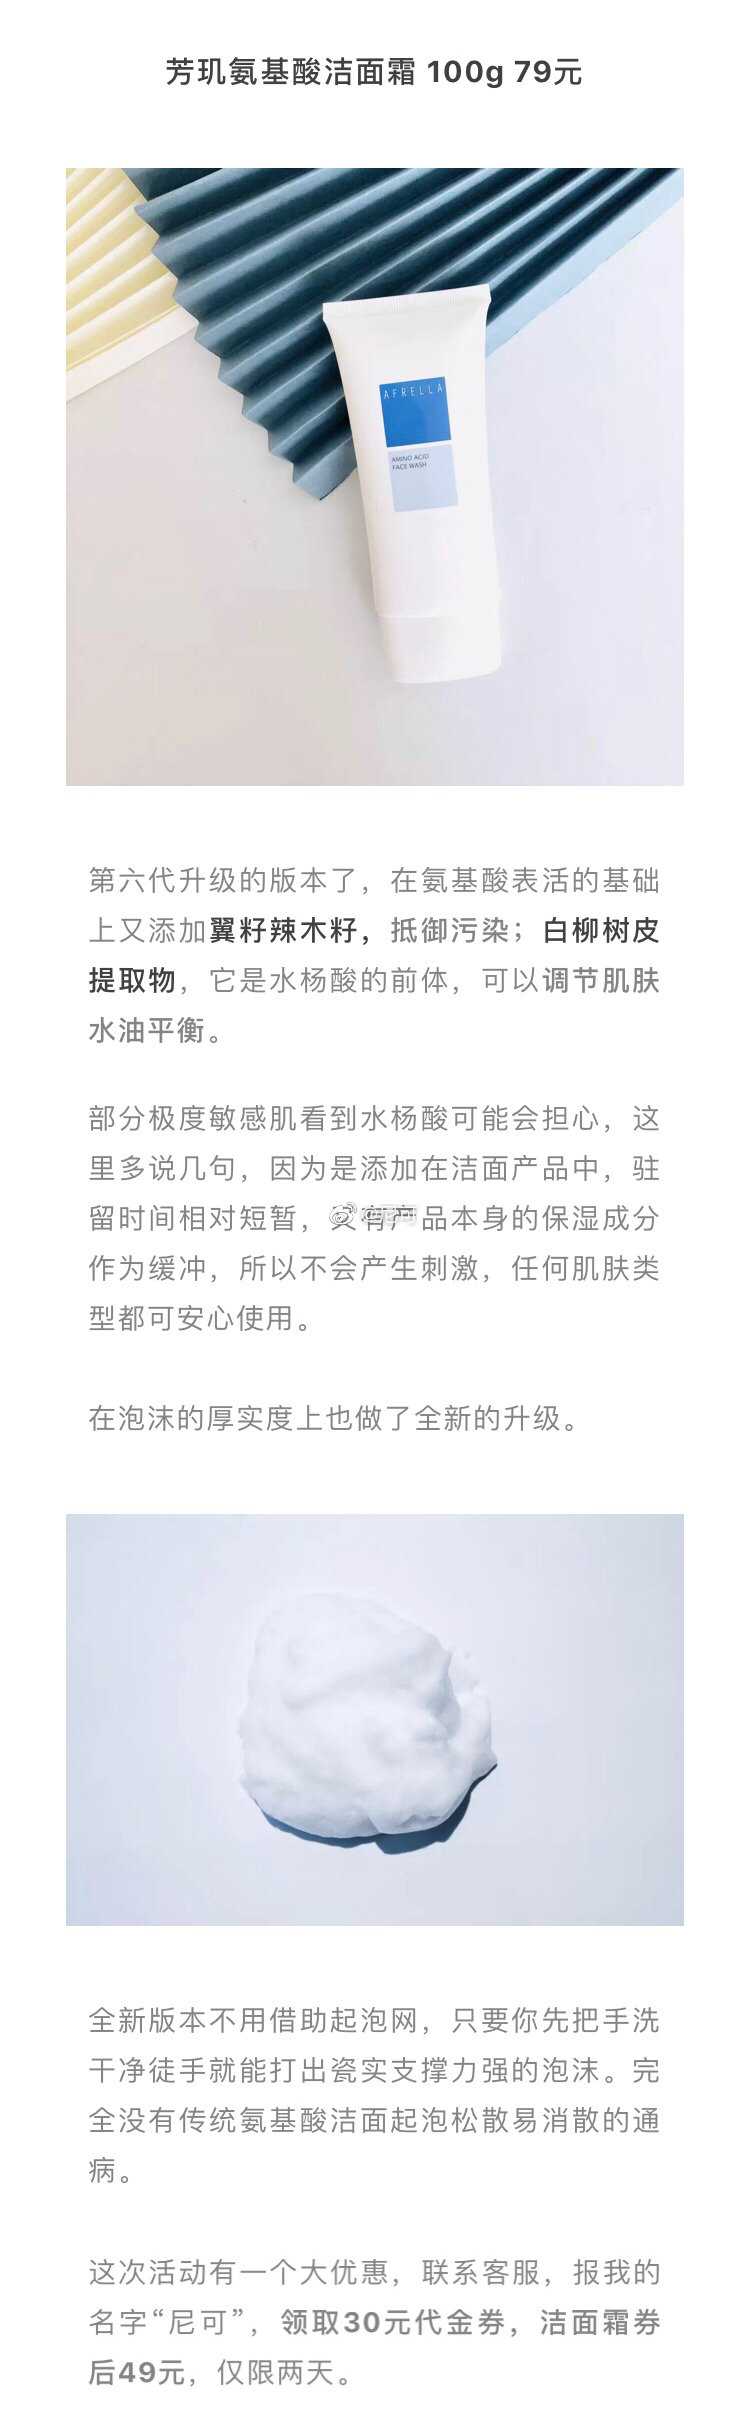 芳玑氨基酸洁面霜 100g 79元
AFRELLA
AMINO ACID
FACE WASH
第六代升级的版本了，在氨基酸表活的基础
上又添加翼籽辣木籽，抵御污染；白柳树皮
提取物，它是水杨酸的前体，可以调节肌肤
水油平衡。
部分极度敏感肌看到水杨酸可能会担心，这
里多说几句，因为是添加在洁面产品中，驻
留时间相对短暂，又有产品本身的保湿成分
作为缓冲，所以不会产生刺激，任何肌肤类
型都可安心使用。
在泡沫的厚实度上也做了全新的升级。
全新版本不用借助起泡网，只要你先把手洗
干净徒手就能打出瓷实支撑力强的泡沫。完
全没有传统氨基酸洁面起泡松散易消散的通
病。
这次活动有一个大优惠，联系客服，报我的
名字“尼可”，领取30元代金券，洁面霜券
后49元，仅限两天。